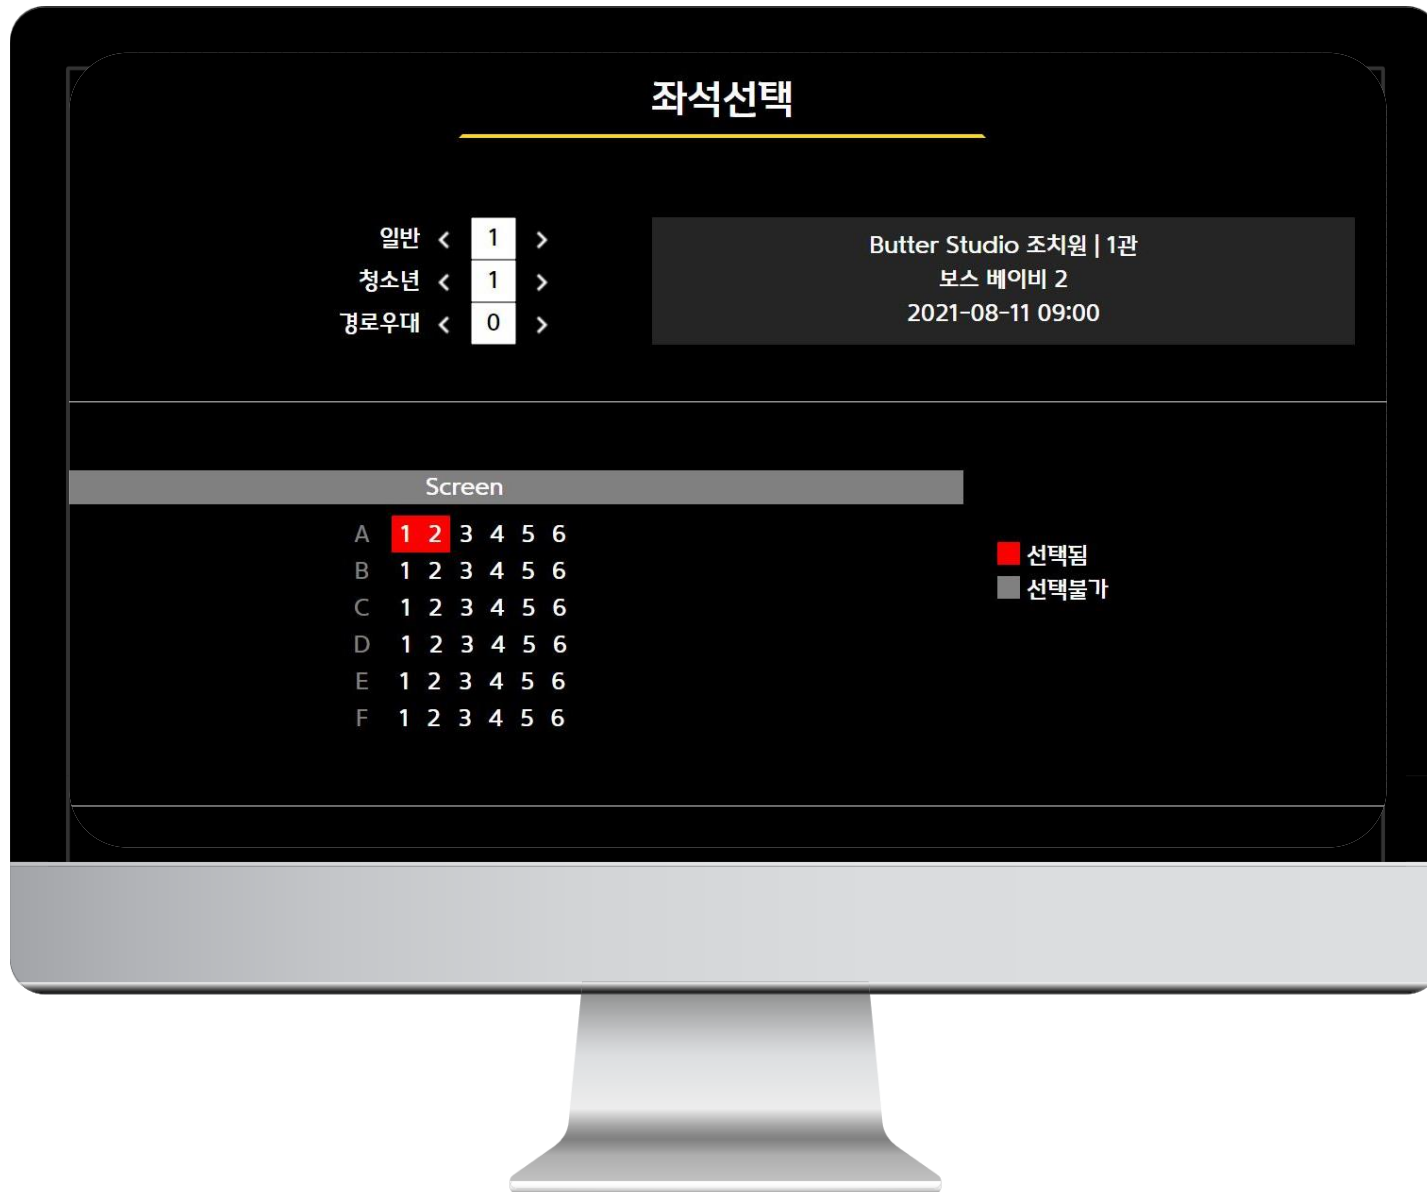 좌석선택
일반 < 1 >
청소년 < 1 >
경로우대 < 0 >
Butter Studio 조치원 | 1관
보스 베이비 2
2021-08-11 09:00
Screen
A 1 2 3 4 5 6
B 1 2 3 4 5 6
C 1 2 3 4 5 6
D 1 2 3 4 5 6
E 1 2 3 4 5 6
F 1 2 3 4 5 6
선택됨
선택불가